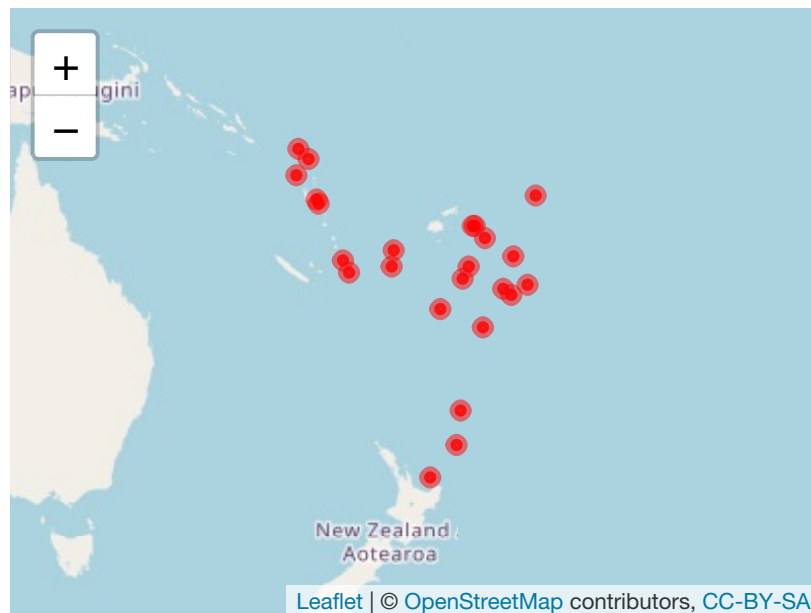 +
−
New Zealand
Aotearoa
Leaflet | © OpenStreetMap contributors, CC-BY-SA